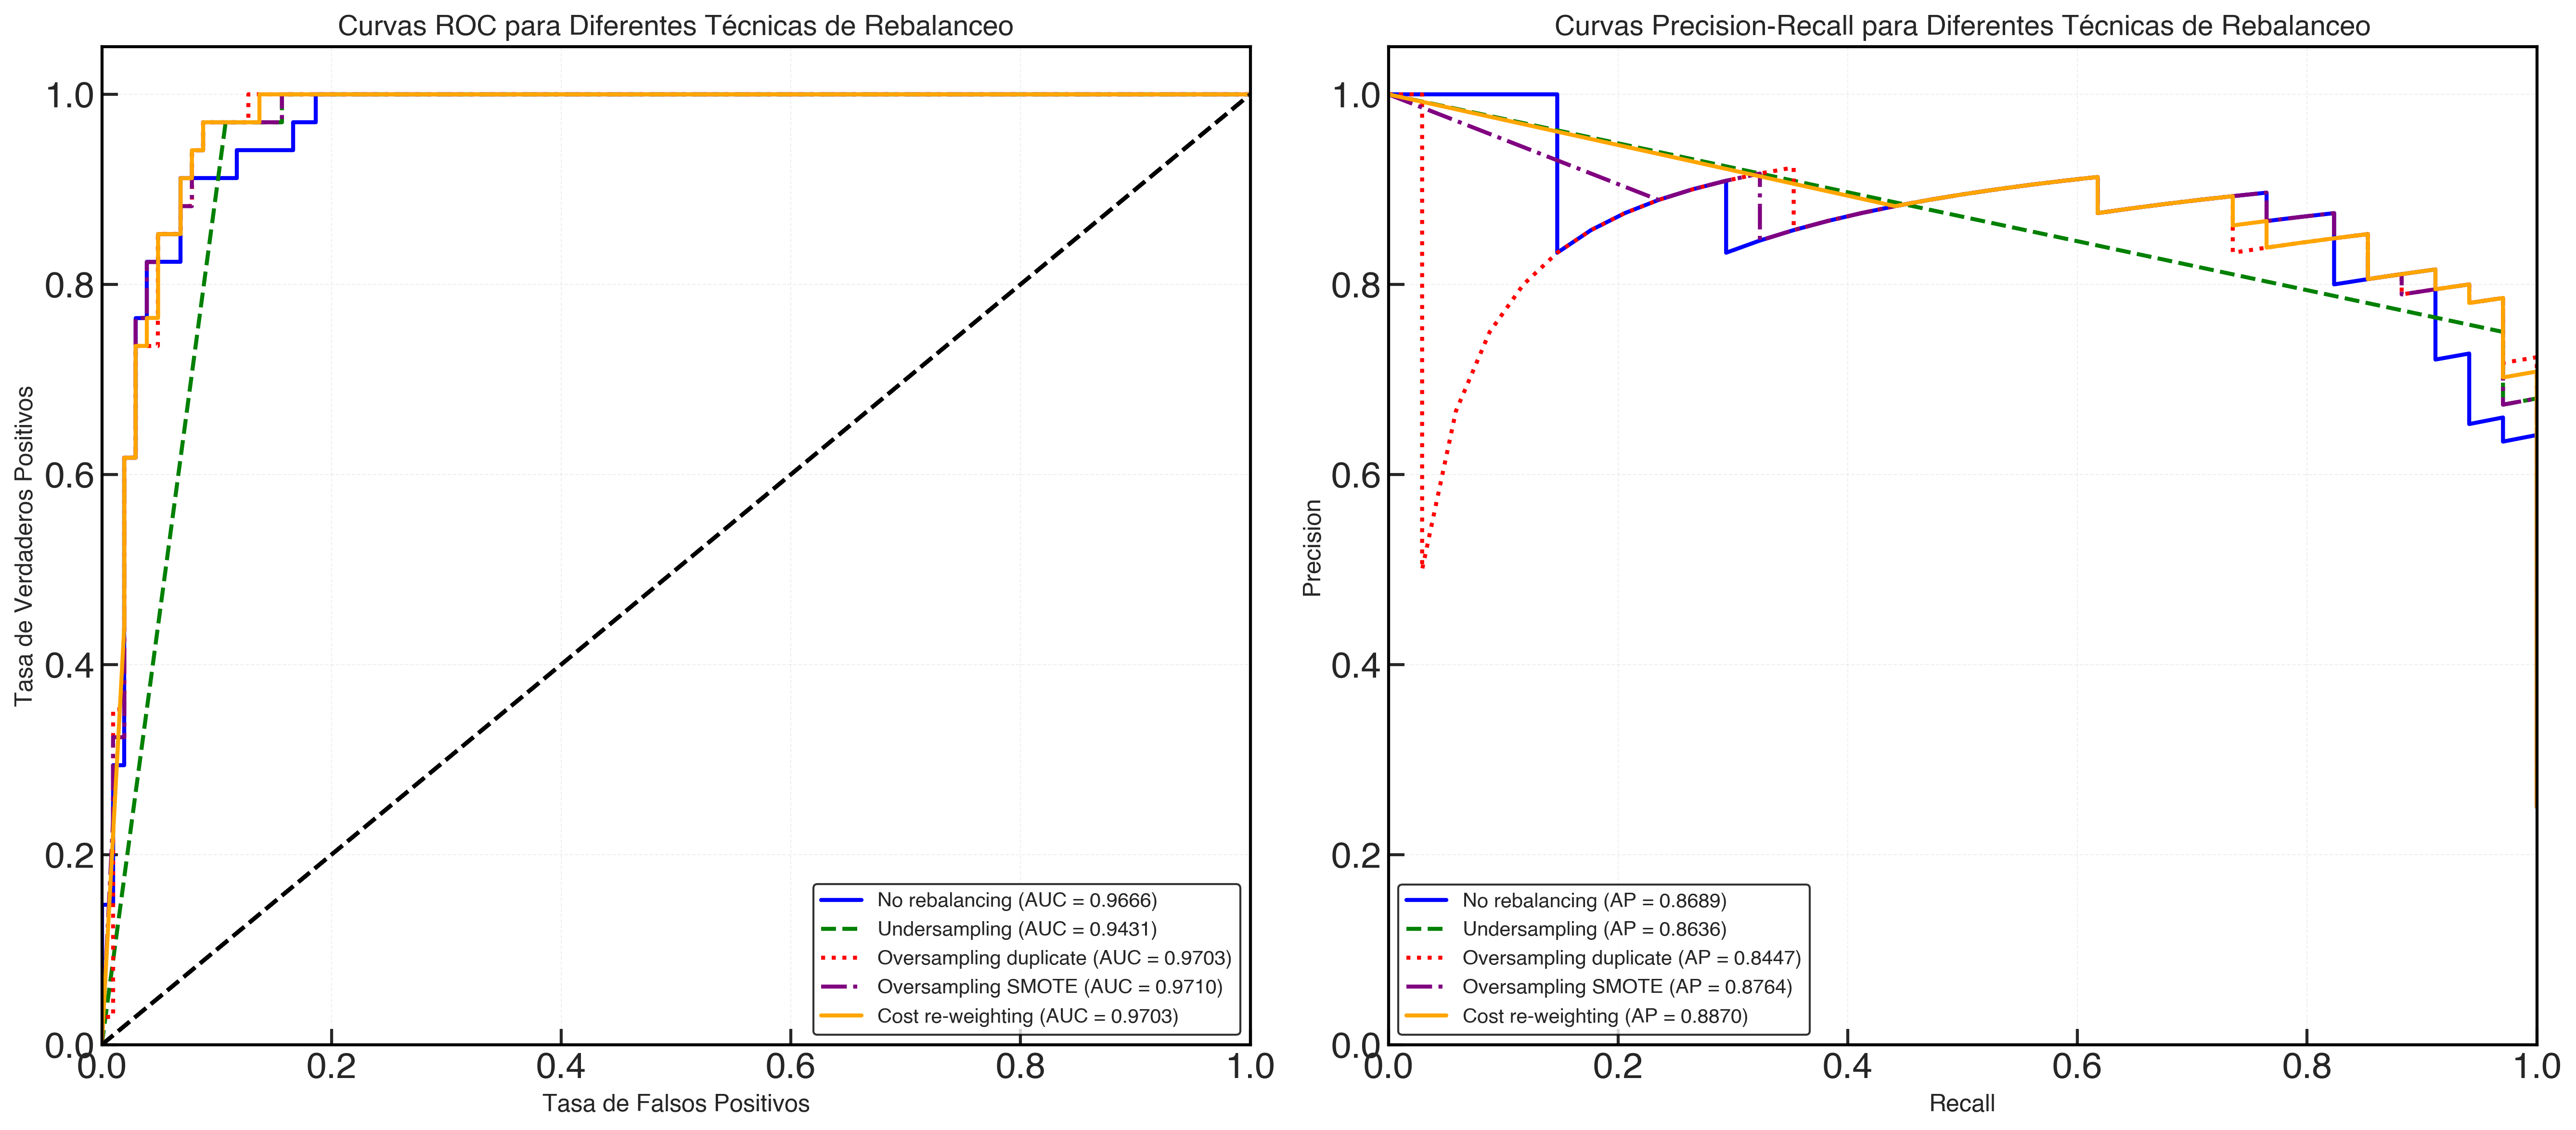 Curvas ROC para Diferentes Técnicas de Rebalanceo
Tasa de Verdaderos Positivos
1.0
0.8
0.6
0.4
0.2
0.0
0.0 0.2 0.4 0.6 0.8 1.0
Tasa de Falsos Positivos
No rebalancing (AUC = 0.9666)
Undersampling (AUC = 0.9431)
Oversampling duplicate (AUC = 0.9703)
Oversampling SMOTE (AUC = 0.9710)
Cost re-weighting (AUC = 0.9703)
Curvas Precision-Recall para Diferentes Técnicas de Rebalanceo
Precision
1.0
0.8
0.6
0.4
0.2
0.0
0.0 0.2 0.4 0.6 0.8 1.0
Recall
No rebalancing (AP = 0.8689)
Undersampling (AP = 0.8636)
Oversampling duplicate (AP = 0.8447)
Oversampling SMOTE (AP = 0.8764)
Cost re-weighting (AP = 0.8870)